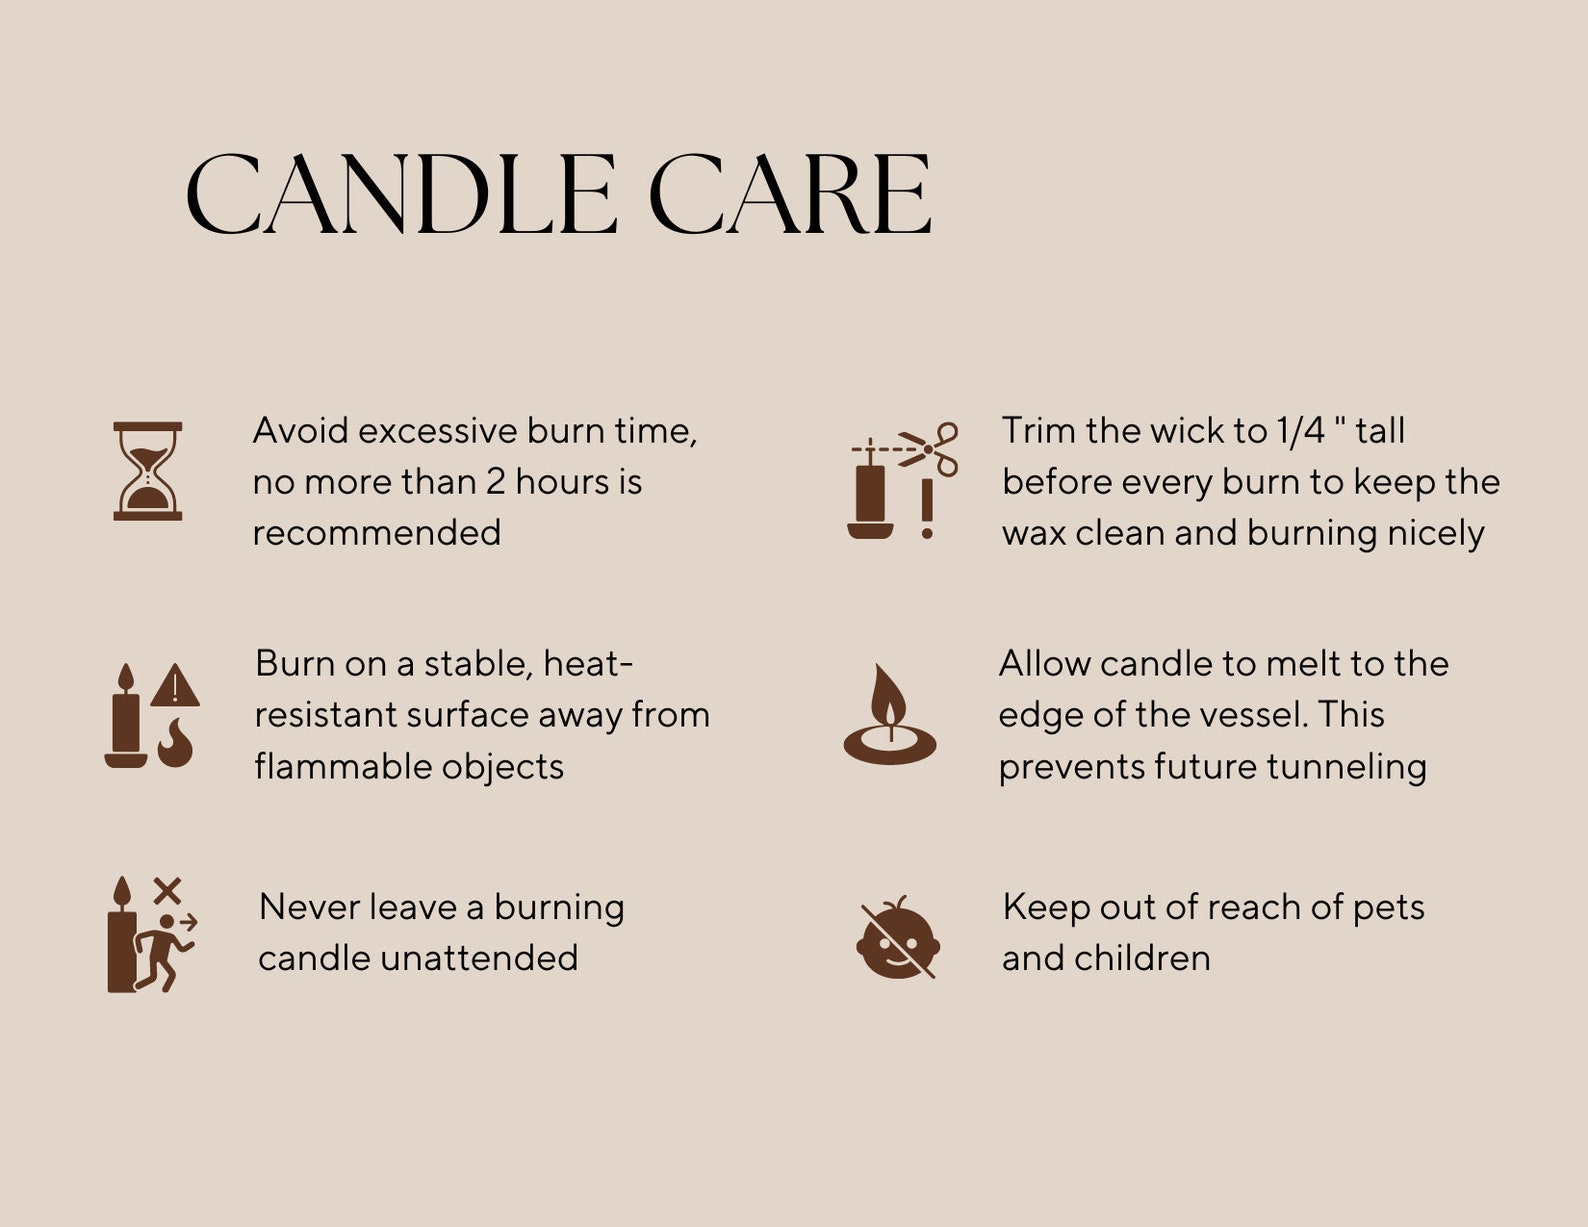 CANDLE CARE
Avoid excessive burn time,
no more than 2 hours is
recommended
Trim the wick to 1/4 " tall
before every burn to keep the
wax clean and burning nicely
Burn on a stable, heat-
resistant surface away from
flammable objects
Allow candle to melt to the
edge of the vessel. This
prevents future tunneling
Never leave a burning
candle unattended
Keep out of reach of pets
and children